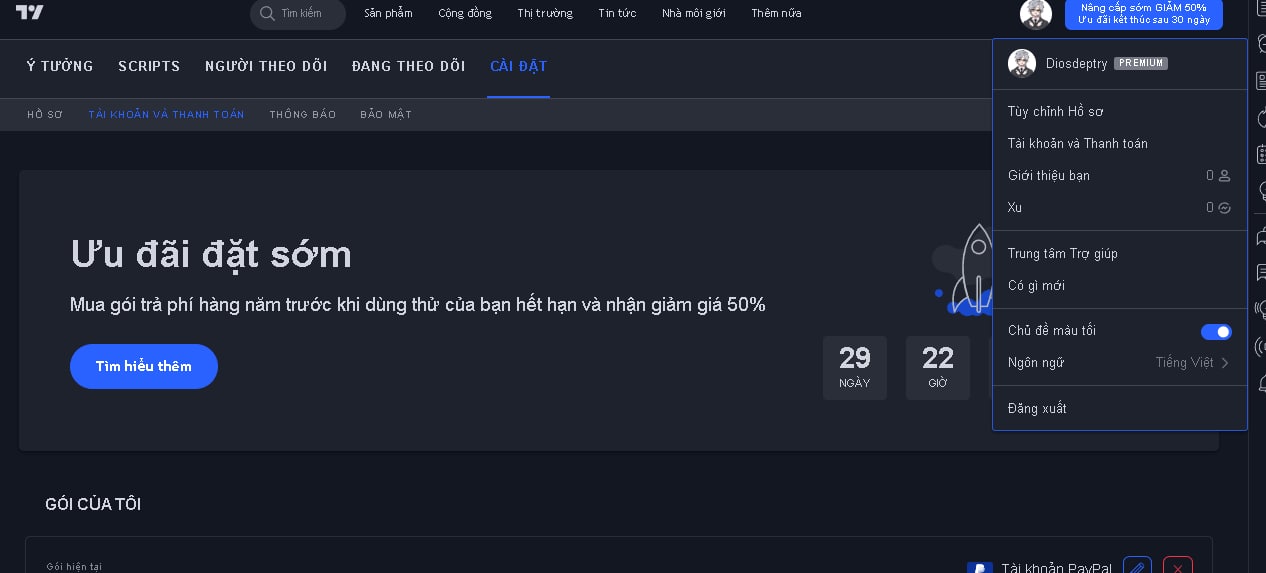 Tìm kiếm
Sản phẩm
Cộng đồng
Thị trường
Tin tức
Nhà môi giới
Thêm nữa
Nâng cấp sớm GIẢM 50%
Ưu đãi kết thúc sau 30 ngày
Ý TƯỞNG
SCRIPTS
NGƯỜI THEO DÕI
ĐANG THEO DÕI
CÀI ĐẶT
HỒ SƠ
TÀI KHOẢN VÀ THANH TOÁN
THÔNG BÁO
BẢO MẬT
Diosdeptry PREMIUM
Tùy chỉnh Hồ sơ
Tài khoản và Thanh toán
Giới thiệu bạn 0
Xu 0
Trung tâm Trợ giúp
Có gì mới
Chủ đề màu tối
Ngôn ngữ Tiếng Việt
Đăng xuất
Ưu đãi đặt sớm
Mua gói trả phí hàng năm trước khi dùng thử của bạn hết hạn và nhận giảm giá 50%
Tìm hiểu thêm
29
NGÀY
22
GIỜ
GÓI CỦA TÔI
Gói hiện tại
Tài khoản PayPal